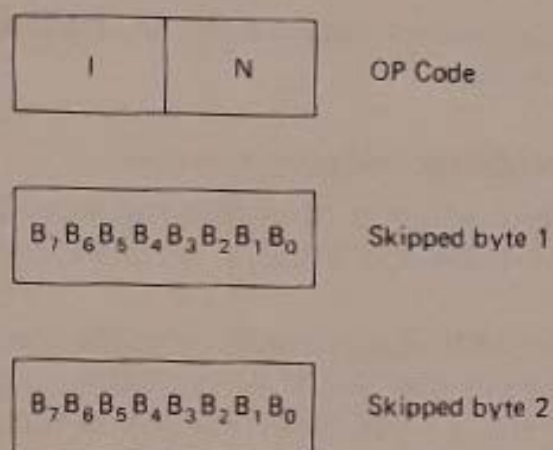 I N OP Code
B₇B₆B₅B₄B₃B₂B₁B₀ Skipped byte 1
B₇B₆B₅B₄B₃B₂B₁B₀ Skipped byte 2